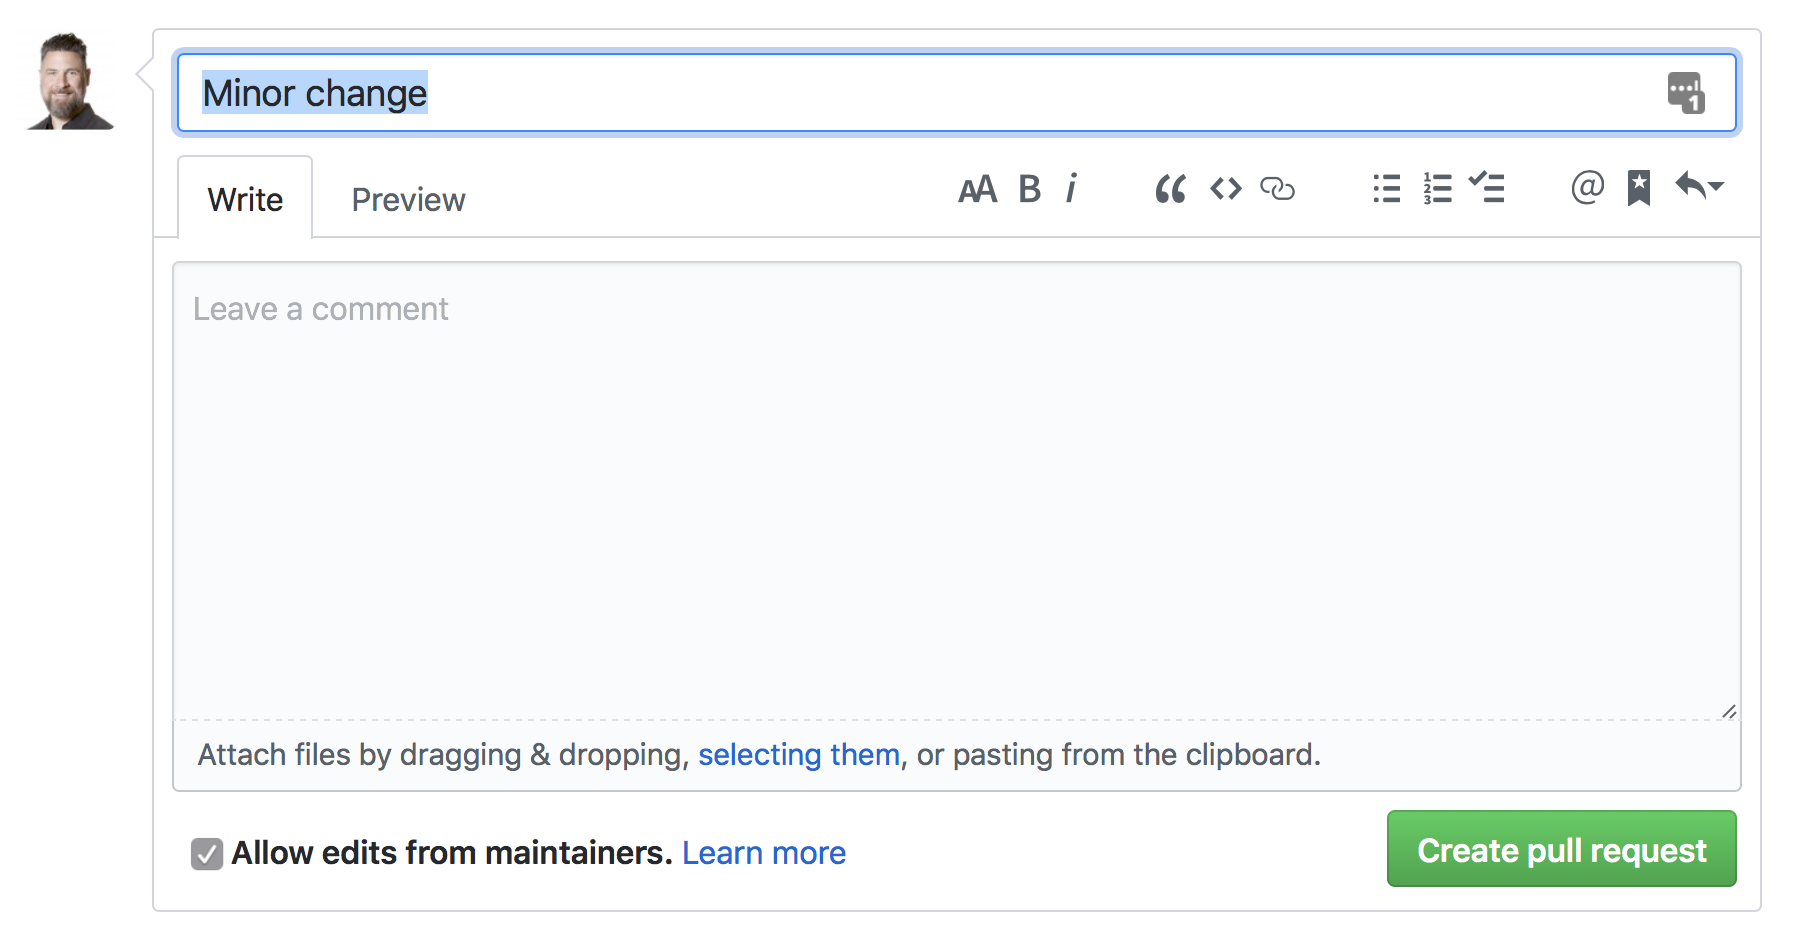 Minor change
Write Preview AA B i “ <> @
Leave a comment
Attach files by dragging & dropping, selecting them, or pasting from the clipboard.
Allow edits from maintainers. Learn more Create pull request